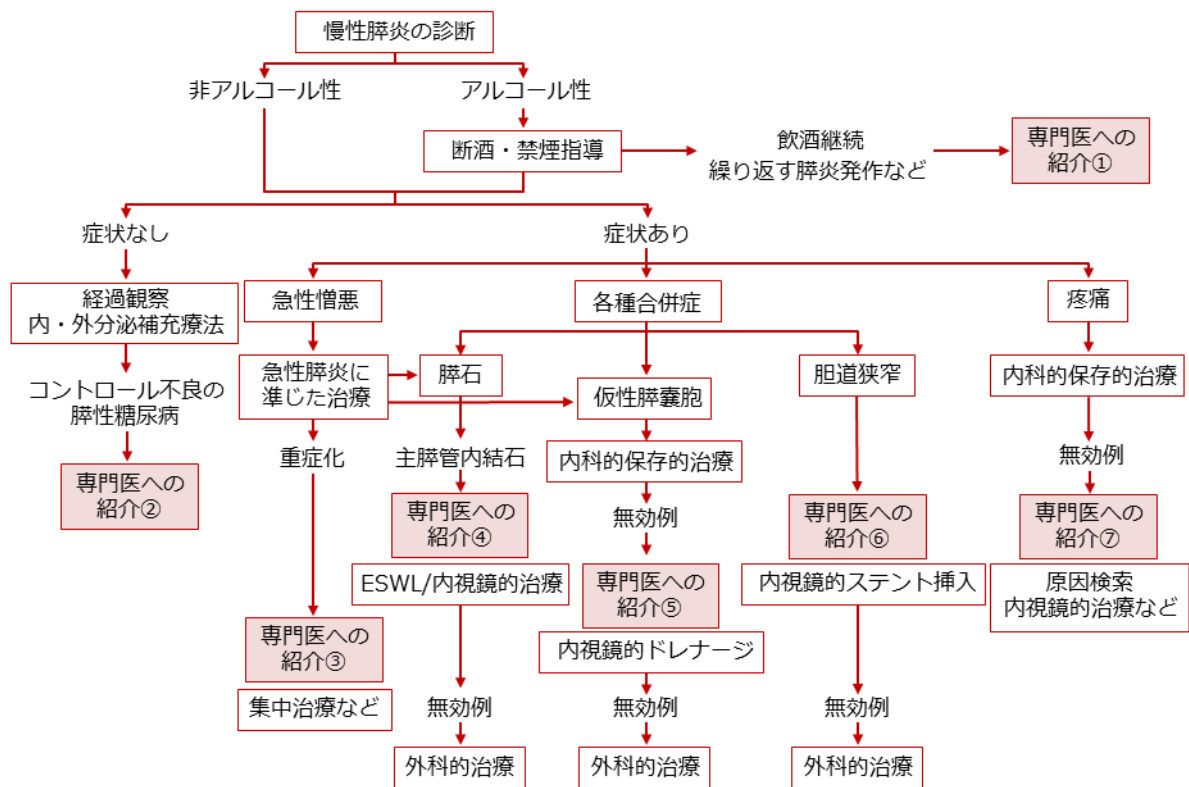 慢性膵炎の診断
非アルコール性
アルコール性
断酒・禁煙指導
飲酒継続
繰り返す膵炎発作など
専門医への
紹介①
症状なし
症状あり
経過観察
内・外分泌補充療法
急性憎悪
各種合併症
疼痛
コントロール不良の
膵性糖尿病
急性膵炎に
準じた治療
膵石
仮性膵嚢胞
胆道狭窄
内科的保存的治療
専門医への
紹介②
重症化
主膵管内結石
内科的保存的治療
無効例
専門医への
紹介④
無効例
専門医への
紹介⑥
専門医への
紹介⑦
ESWL/内視鏡的治療
専門医への
紹介⑤
内視鏡的ステント挿入
原因検索
内視鏡的治療など
専門医への
紹介③
内視鏡的ドレナージ
集中治療など
無効例
無効例
無効例
外科的治療
外科的治療
外科的治療